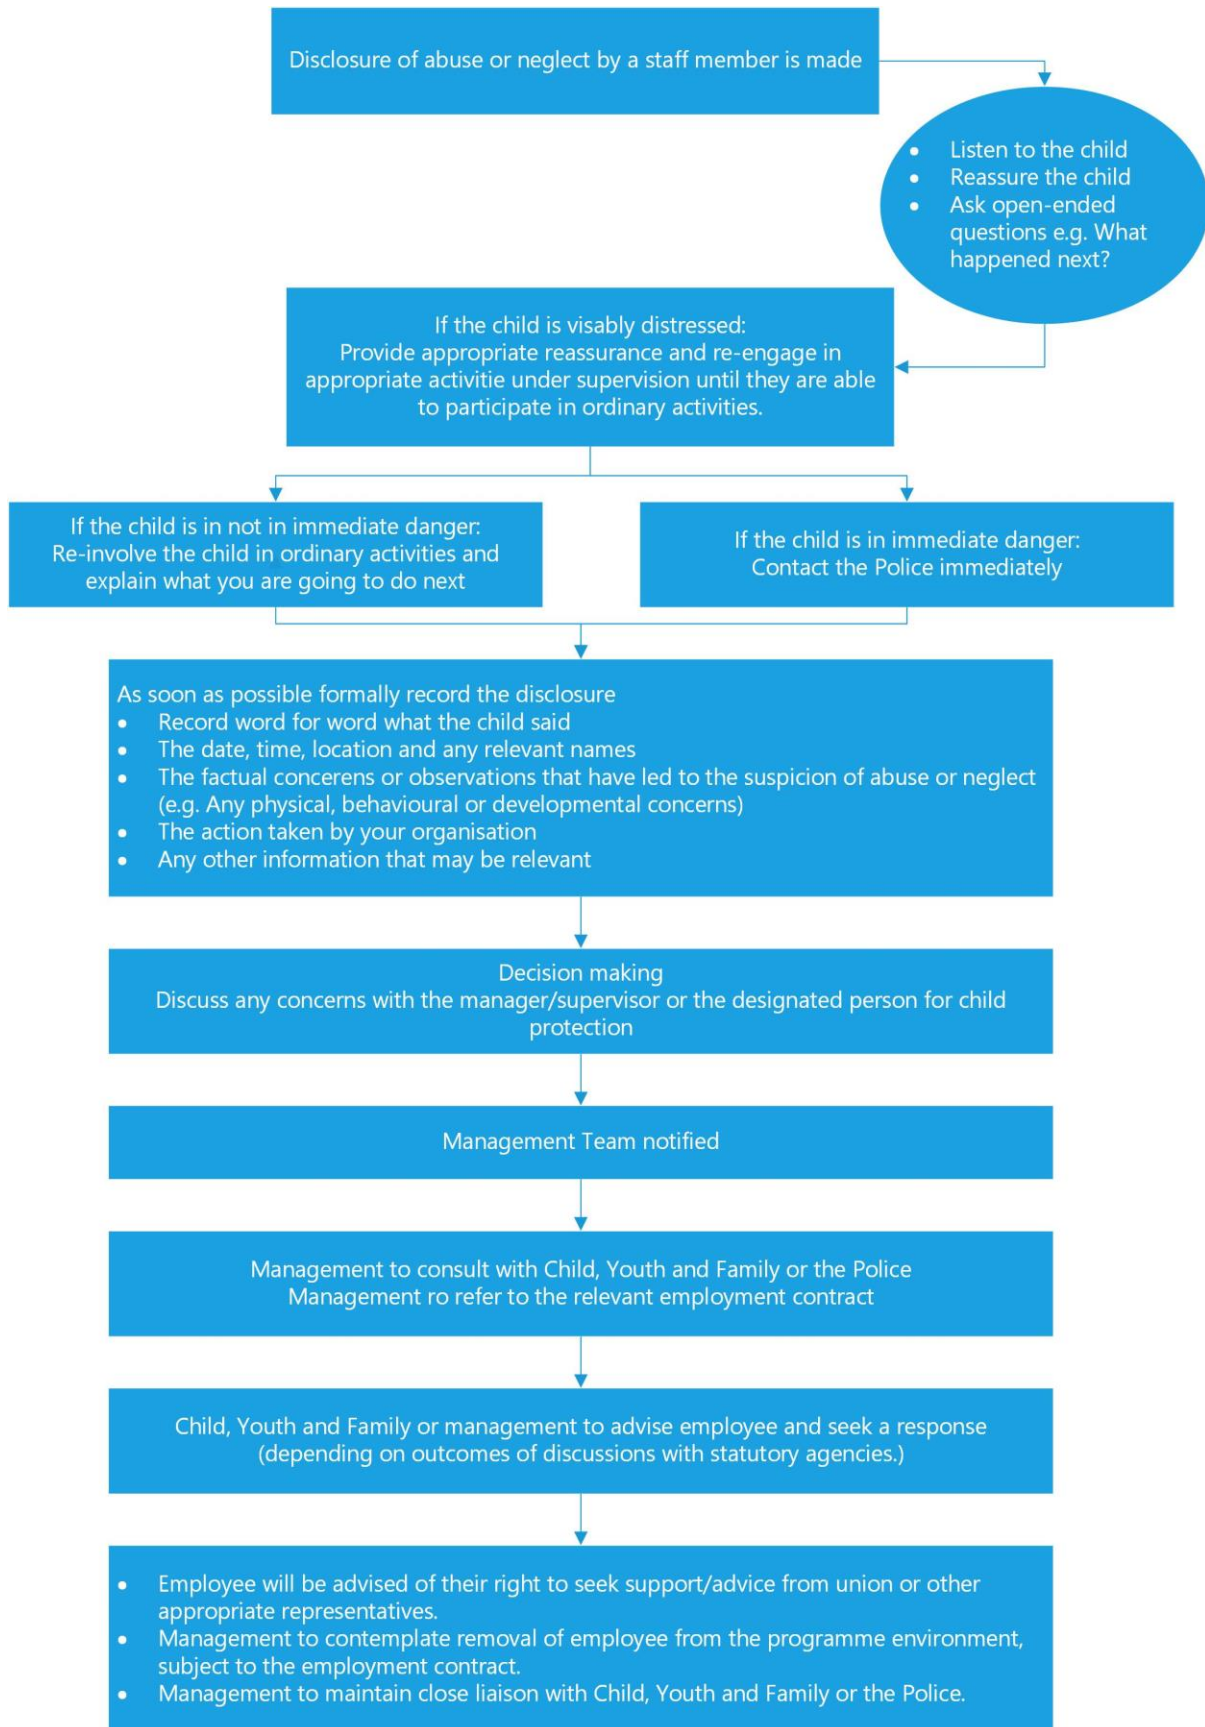 Disclosure of abuse or neglect by a staff member is made
• Listen to the child
• Reassure the child
• Ask open-ended
questions e.g. What
happened next?
If the child is visably distressed:
Provide appropriate reassurance and re-engage in
appropriate activitie under supervision until they are able
to participate in ordinary activities.
If the child is in not in immediate danger:
Re-involve the child in ordinary activities and
explain what you are going to do next
If the child is in immediate danger:
Contact the Police immediately
As soon as possible formally record the disclosure
• Record word for word what the child said
• The date, time, location and any relevant names
• The factual concerens or observations that have led to the suspicion of abuse or neglect
(e.g. Any physical, behavioural or developmental concerns)
• The action taken by your organisation
• Any other information that may be relevant
Decision making
Discuss any concerns with the manager/supervisor or the designated person for child
protection
Management Team notified
Management to consult with Child, Youth and Family or the Police
Management ro refer to the relevant employment contract
Child, Youth and Family or management to advise employee and seek a response
(depending on outcomes of discussions with statutory agencies.)
• Employee will be advised of their right to seek support/advice from union or other
appropriate representatives.
• Management to contemplate removal of employee from the programme environment,
subject to the employment contract.
• Management to maintain close liaison with Child, Youth and Family or the Police.